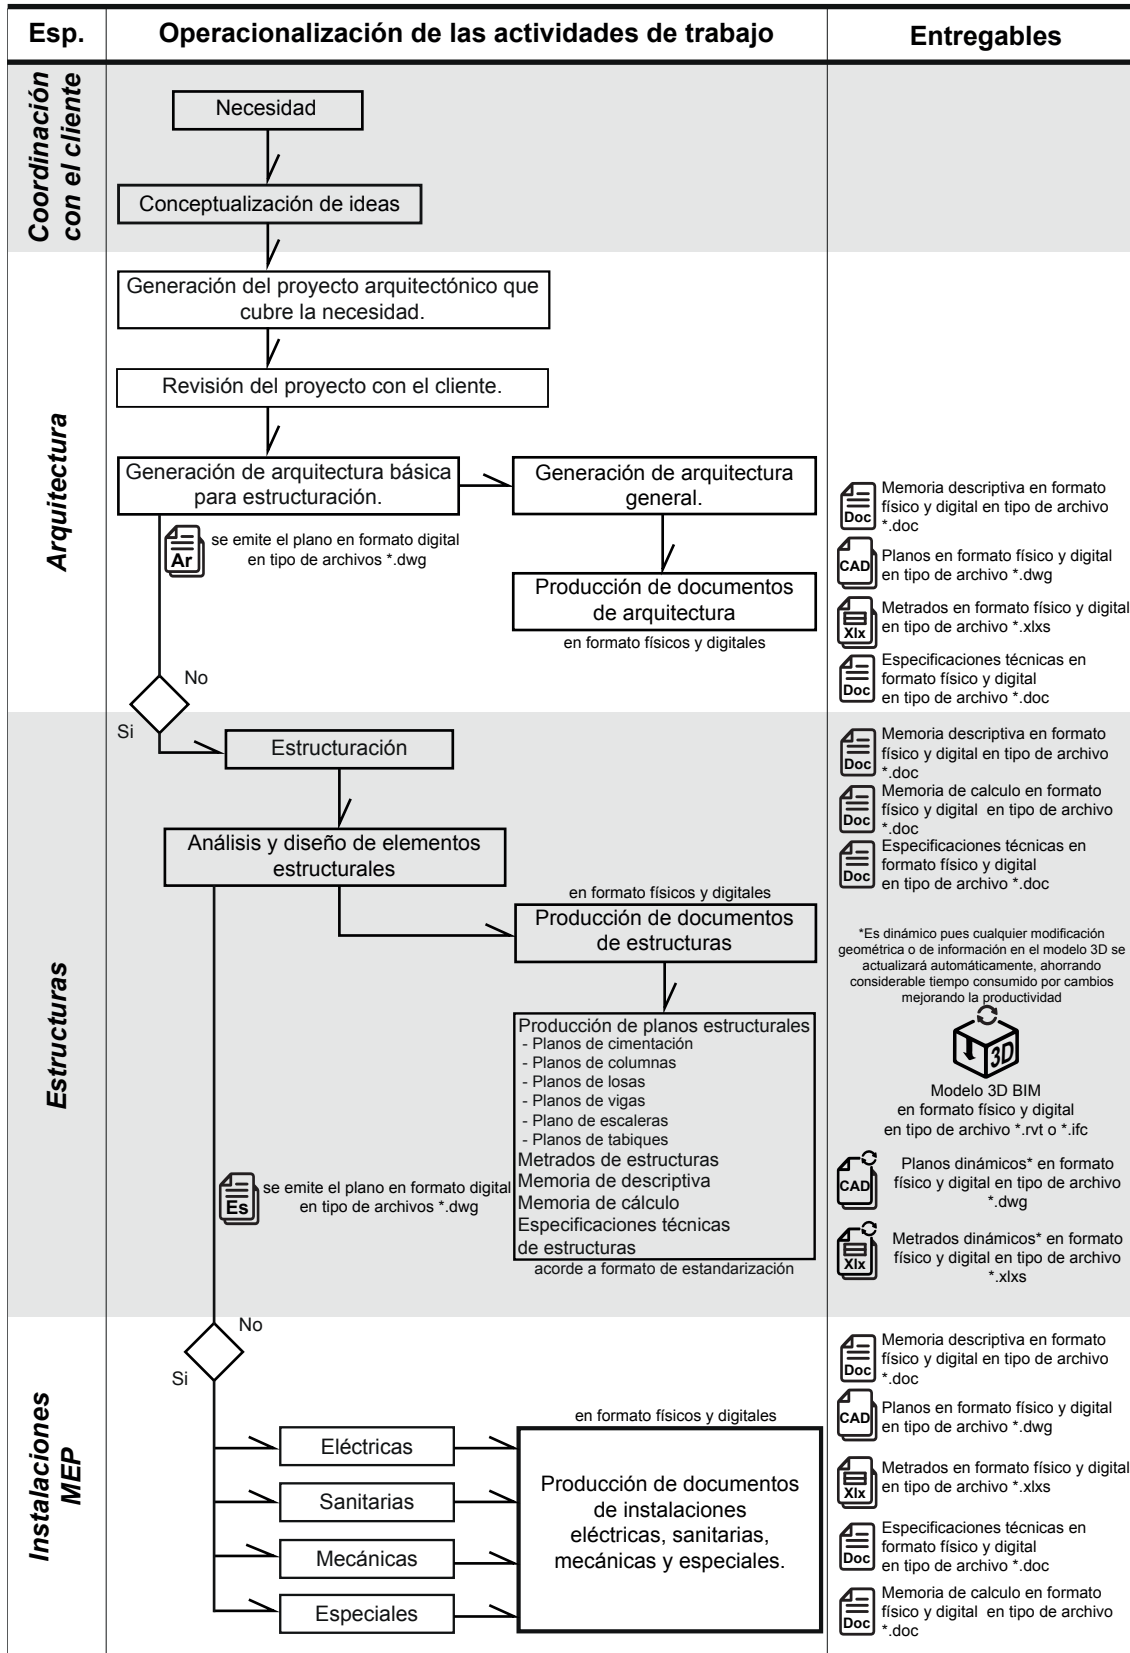 Esp.
Operacionalización de las actividades de trabajo
Entregables
Coordinación
con el cliente
Necesidad
Conceptualización de ideas
Arquitectura
Generación del proyecto arquitectónico que
cubre la necesidad.
Revisión del proyecto con el cliente.
Generación de arquitectura básica
para estructuración.
Generación de arquitectura
general.
Ar
se emite el plano en formato digital
en tipo de archivos *.dwg
Producción de documentos
de arquitectura
en formato físicos y digitales
No
Si
Doc
Memoria descriptiva en formato
físico y digital en tipo de archivo
*.doc
CAD
Planos en formato físico y digital
en tipo de archivo *.dwg
Xlx
Metrados en formato físico y digital
en tipo de archivo *.xlxs
Doc
Especificaciones técnicas en
formato físico y digital
en tipo de archivo *.doc
Estructuras
Estructuración
Análisis y diseño de elementos
estructurales
en formato físicos y digitales
Producción de documentos
de estructuras
Producción de planos estructurales
- Planos de cimentación
- Planos de columnas
- Planos de losas
- Planos de vigas
- Plano de escaleras
- Planos de tabiques
Metrados de estructuras
Memoria de descriptiva
Memoria de cálculo
Especificaciones técnicas
de estructuras
acorde a formato de estandarización
Es
se emite el plano en formato digital
en tipo de archivos *.dwg
Doc
Memoria descriptiva en formato
físico y digital en tipo de archivo
*.doc
Doc
Memoria de calculo en formato
físico y digital en tipo de archivo
*.doc
Doc
Especificaciones técnicas en
formato físico y digital
en tipo de archivo *.doc
*Es dinámico pues cualquier modificación
geométrica o de información en el modelo 3D se
actualizará automáticamente, ahorrando
considerable tiempo consumido por cambios
mejorando la productividad
3D
Modelo 3D BIM
en formato físico y digital
en tipo de archivo *.rvt o *.ifc
CAD
Planos dinámicos* en formato
físico y digital en tipo de archivo
*.dwg
Xlx
Metrados dinámicos* en formato
físico y digital en tipo de archivo
*.xlxs
Instalaciones
MEP
No
Si
Eléctricas
Sanitarias
Mecánicas
Especiales
en formato físicos y digitales
Producción de documentos
de instalaciones
eléctricas, sanitarias,
mecánicas y especiales.
Doc
Memoria descriptiva en formato
físico y digital en tipo de archivo
*.doc
CAD
Planos en formato físico y digital
en tipo de archivo *.dwg
Xlx
Metrados en formato físico y digital
en tipo de archivo *.xlxs
Doc
Especificaciones técnicas en
formato físico y digital
en tipo de archivo *.doc
Doc
Memoria de calculo en formato
físico y digital en tipo de archivo
*.doc